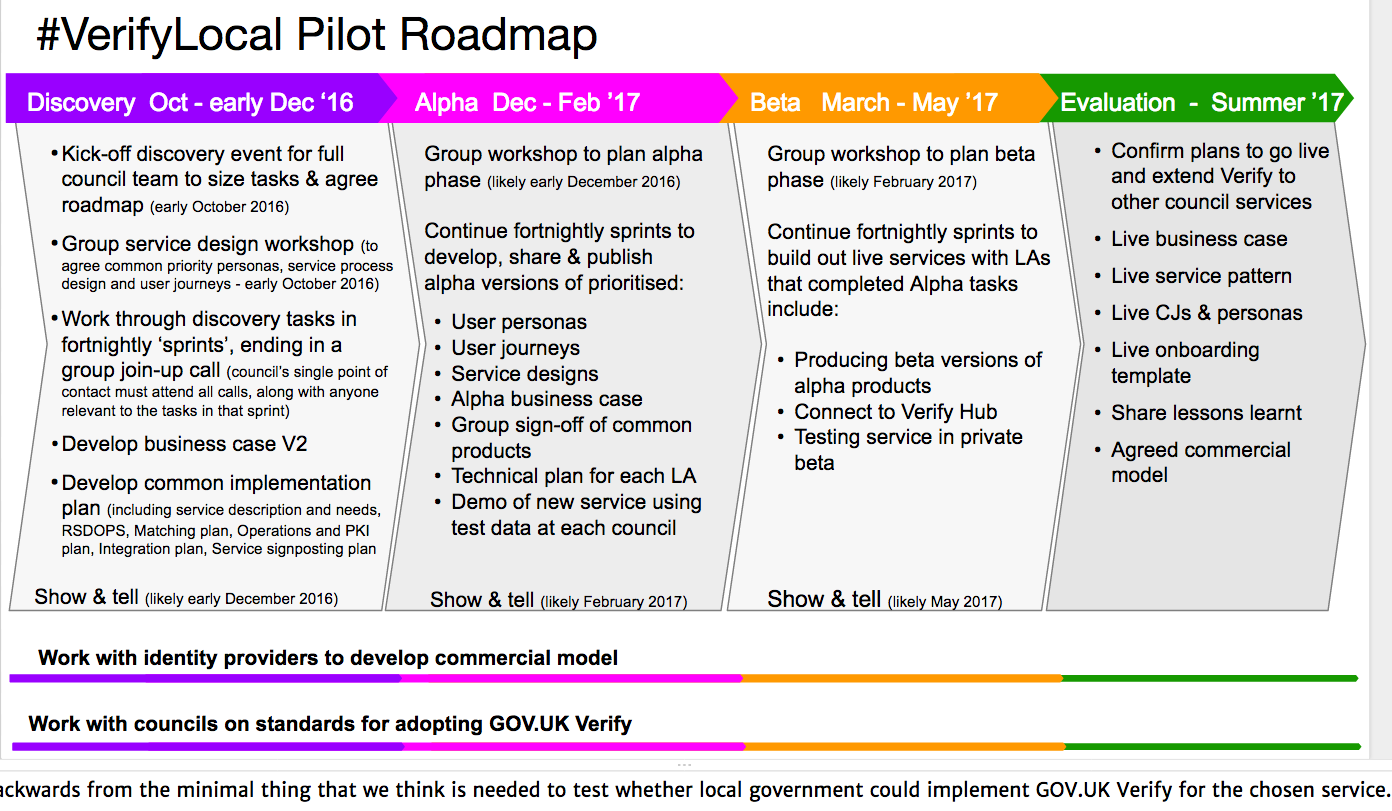 #VerifyLocal Pilot Roadmap
Discovery Oct - early Dec ‘16
•Kick-off discovery event for full
council team to size tasks & agree
roadmap (early October 2016)
•Group service design workshop (to
agree common priority personas, service process
design and user journeys - early October 2016)
•Work through discovery tasks in
fortnightly ‘sprints’, ending in a
group join-up call (council’s single point of
contact must attend all calls, along with anyone
relevant to the tasks in that sprint)
•Develop business case V2
•Develop common implementation
plan (including service description and needs,
RSDOPS, Matching plan, Operations and PKI
plan, Integration plan, Service signposting plan
Show & tell (likely early December 2016)
Alpha Dec - Feb ’17
Group workshop to plan alpha
phase (likely early December 2016)
Continue fortnightly sprints to
develop, share & publish
alpha versions of prioritised:
• User personas
• User journeys
• Service designs
• Alpha business case
• Group sign-off of common
products
• Technical plan for each LA
• Demo of new service using
test data at each council
Show & tell (likely February 2017)
Beta March - May ’17
Group workshop to plan beta
phase (likely February 2017)
Continue fortnightly sprints to
build out live services with LAs
that completed Alpha tasks
include:
• Producing beta versions of
alpha products
• Connect to Verify Hub
• Testing service in private
beta
Show & tell (likely May 2017)
Evaluation - Summer ’17
• Confirm plans to go live
and extend Verify to
other council services
• Live business case
• Live service pattern
• Live CJs & personas
• Live onboarding
template
• Share lessons learnt
• Agreed commercial
model
Work with identity providers to develop commercial model
Work with councils on standards for adopting GOV.UK Verify
from the minimal thing that we think is needed to test whether local government could implement GOV.UK Verify for the chosen service.